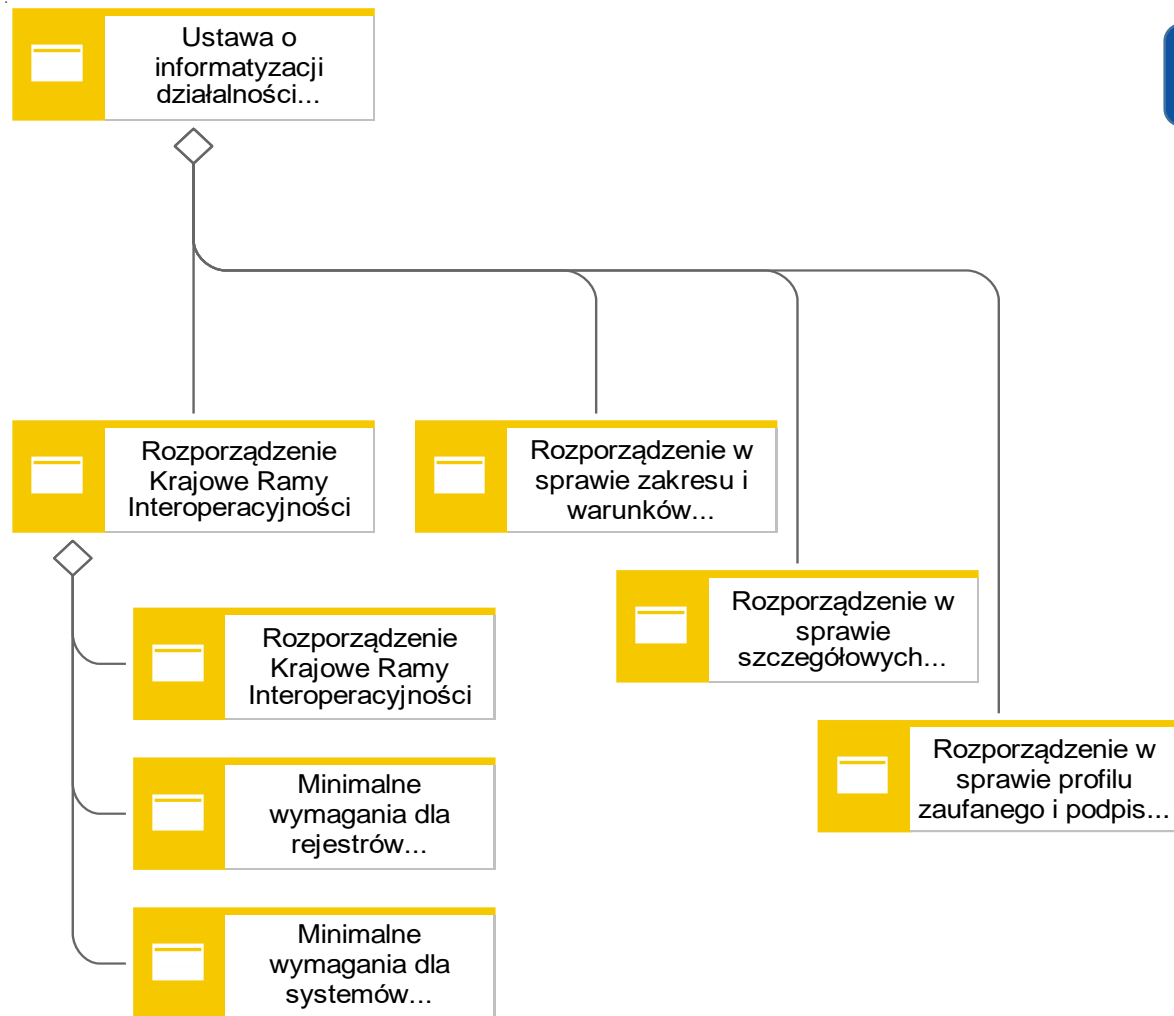 Ustawa o
informatyzacji
działalności...
Rozporządzenie
Krajowe Ramy
Interoperacyjności
Rozporządzenie w
sprawie zakresu i
warunków...
Rozporządzenie w
sprawie
szczegółowych...
Rozporządzenie w
sprawie profilu
zaufanego i podpis...
Rozporządzenie
Krajowe Ramy
Interoperacyjności
Minimalne
wymagania dla
rejestrów...
Minimalne
wymagania dla
systemów...